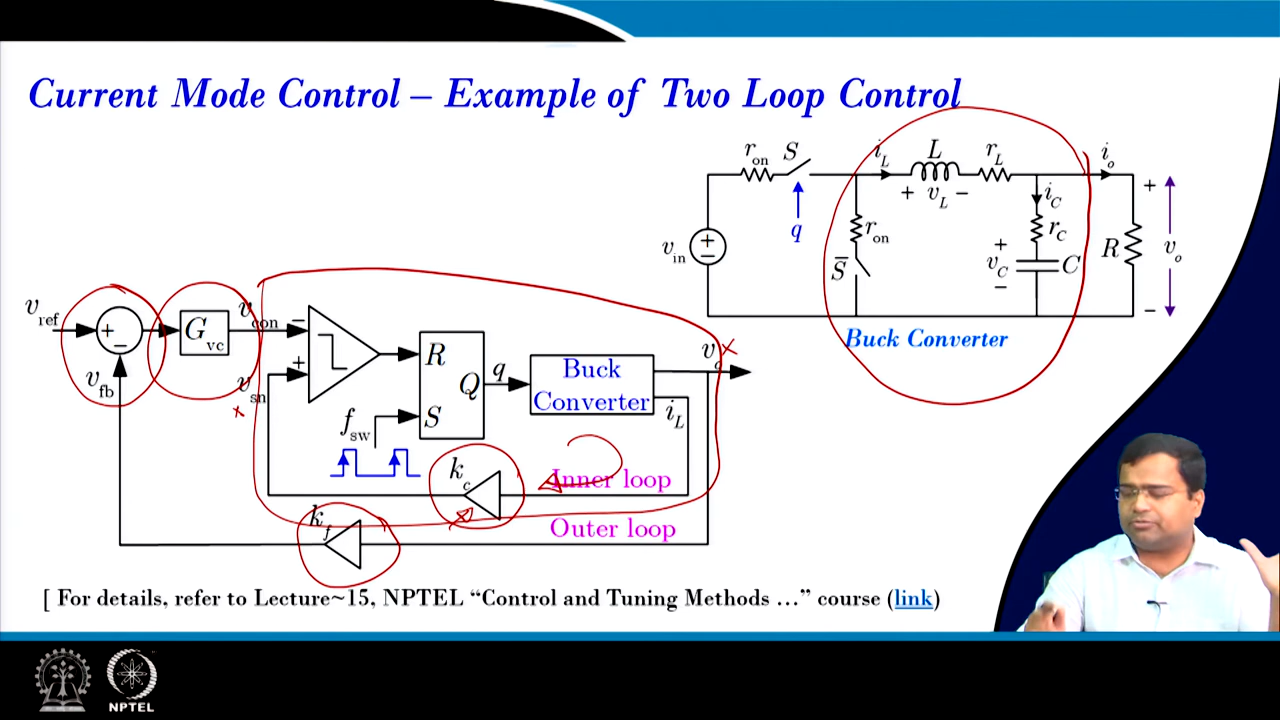 Current Mode Control – Example of Two Loop Control
r_on S i_L L r_L i_o
+ v_L − i_C +
v_in + − q r_on r_C
S̅ + v_C − C R v_o
−
Buck Converter
v_ref + − G_vc v_con −
v_fb v_sn +
R Q q
f_sw S
Buck
Converter
v_o
i_L
k_c Inner loop
k_f Outer loop
[ For details, refer to Lecture~15, NPTEL “Control and Tuning Methods ...” course (link)
NPTEL